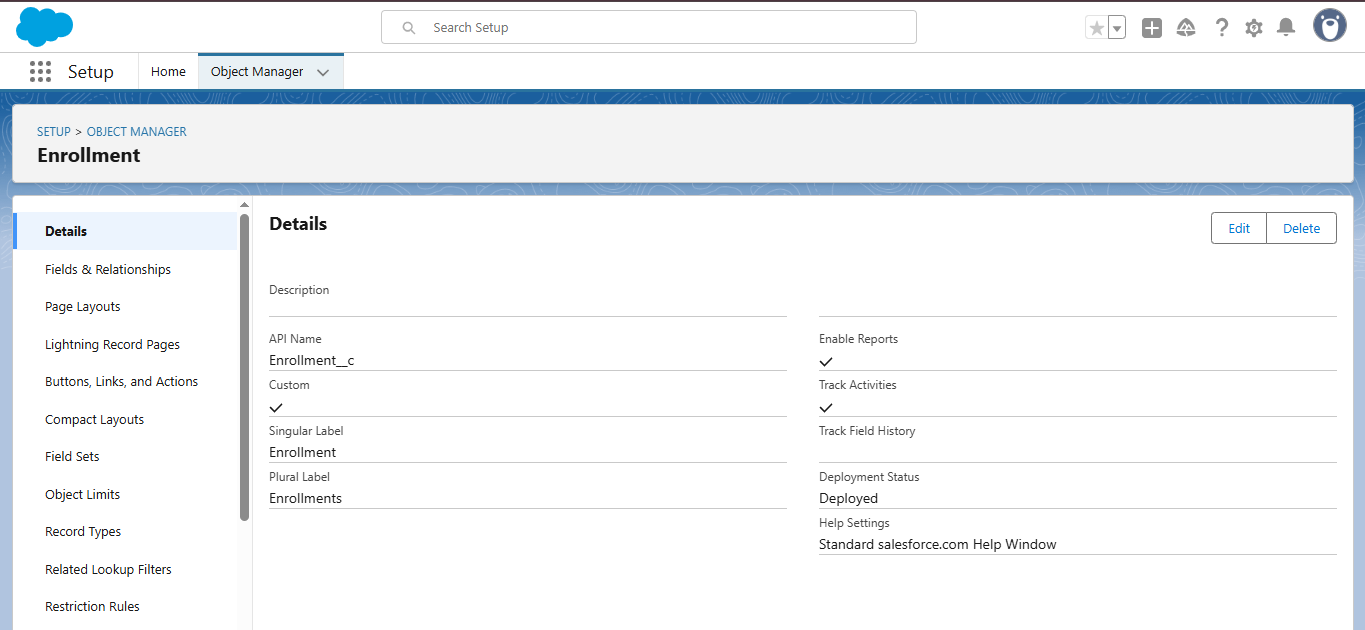 Search Setup
Setup
Home
Object Manager
SETUP > OBJECT MANAGER
Enrollment
Details
Fields & Relationships
Page Layouts
Lightning Record Pages
Buttons, Links, and Actions
Compact Layouts
Field Sets
Object Limits
Record Types
Related Lookup Filters
Restriction Rules
Details
Edit
Delete
Description
API Name
Enrollment__c
Custom
Singular Label
Enrollment
Plural Label
Enrollments
Enable Reports
Track Activities
Track Field History
Deployment Status
Deployed
Help Settings
Standard salesforce.com Help Window